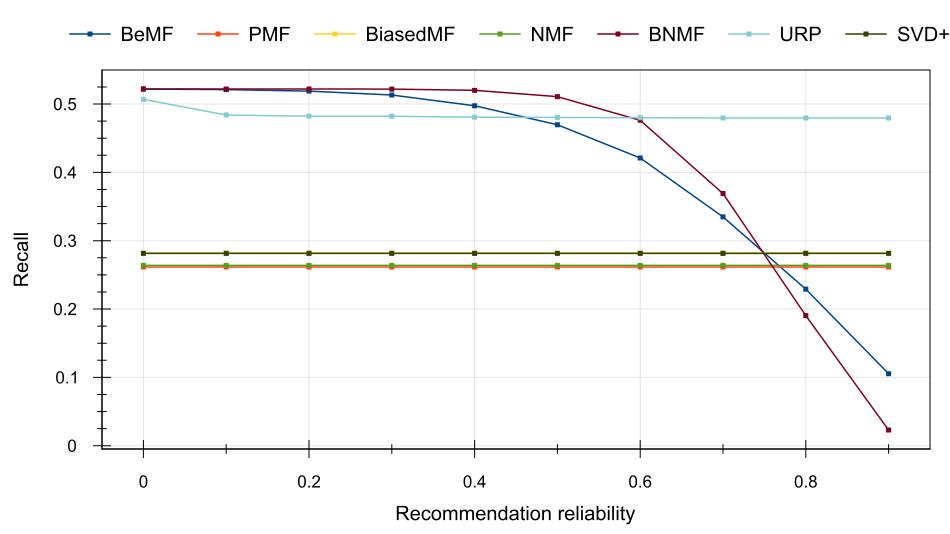 BeMF PMF BiasedMF NMF BNMF URP SVD+
0.5
0.4
0.3
0.2
0.1
0
Recall
0 0.2 0.4 0.6 0.8
Recommendation reliability